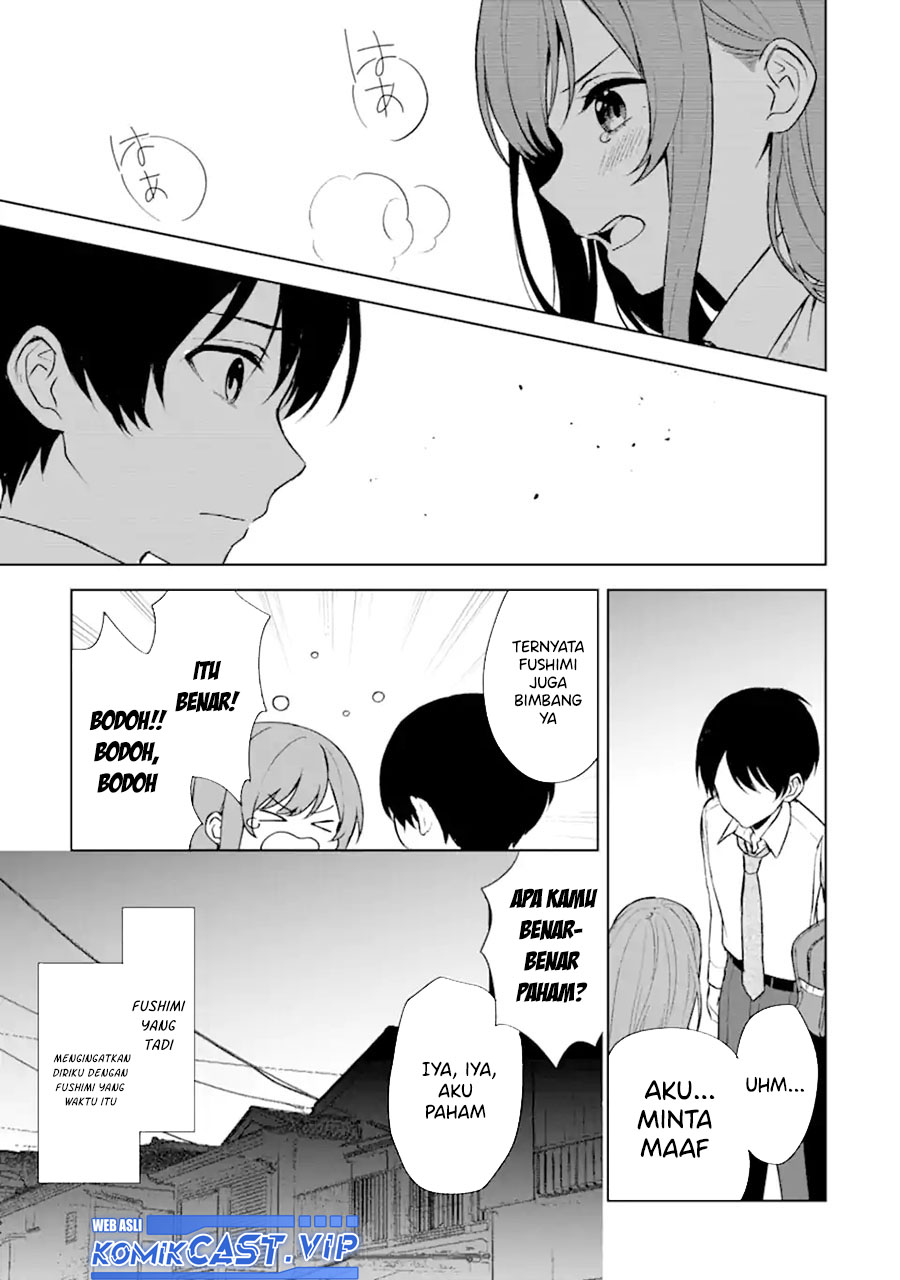 はあ
はあ
UHM...
AKU...
MINTA
MAAF
TERNYATA
FUSHIMI
JUGA
BIMBANG
YA
ITU
BENAR!
BODOH!!
BODOH,
BODOH
APA KAMU
BENAR-
BENAR
PAHAM?
IYA, IYA,
AKU
PAHAM
FUSHIMI
YANG
TADI
MENGINGATKAN
DIRIKU DENGAN
FUSHIMI YANG
WAKTU ITU
WEB ASLI
KOMIKCAST.VIP